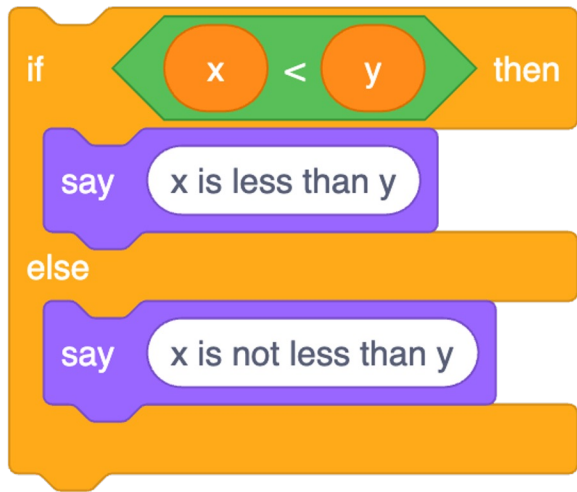 if x < y then
say x is less than y
else
say x is not less than y